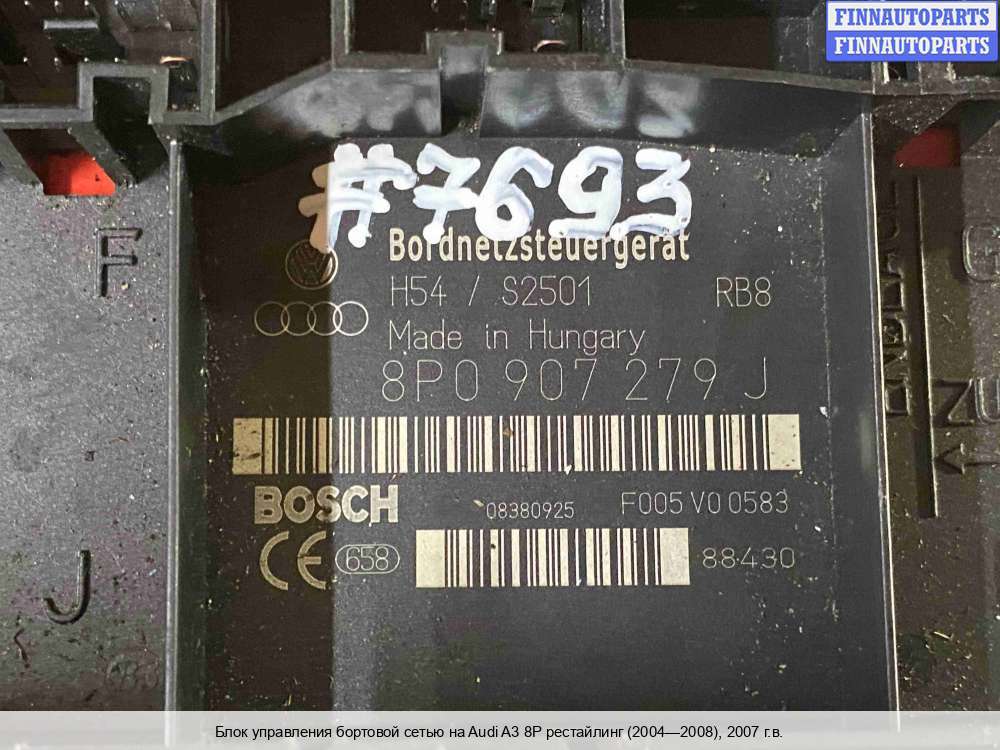 FINNAUTOPARTS
FINNAUTOPARTS
#7693
Bordnetzsteuergerät
H54 / S2501 RB8
Made in Hungary
8P0 907 279 J
BOSCH 08380925 F005 V0 0583
CE 658 88430
F
J
ZU
Блок управления бортовой сетью на Audi A3 8P рестайлинг (2004—2008), 2007 г.в.